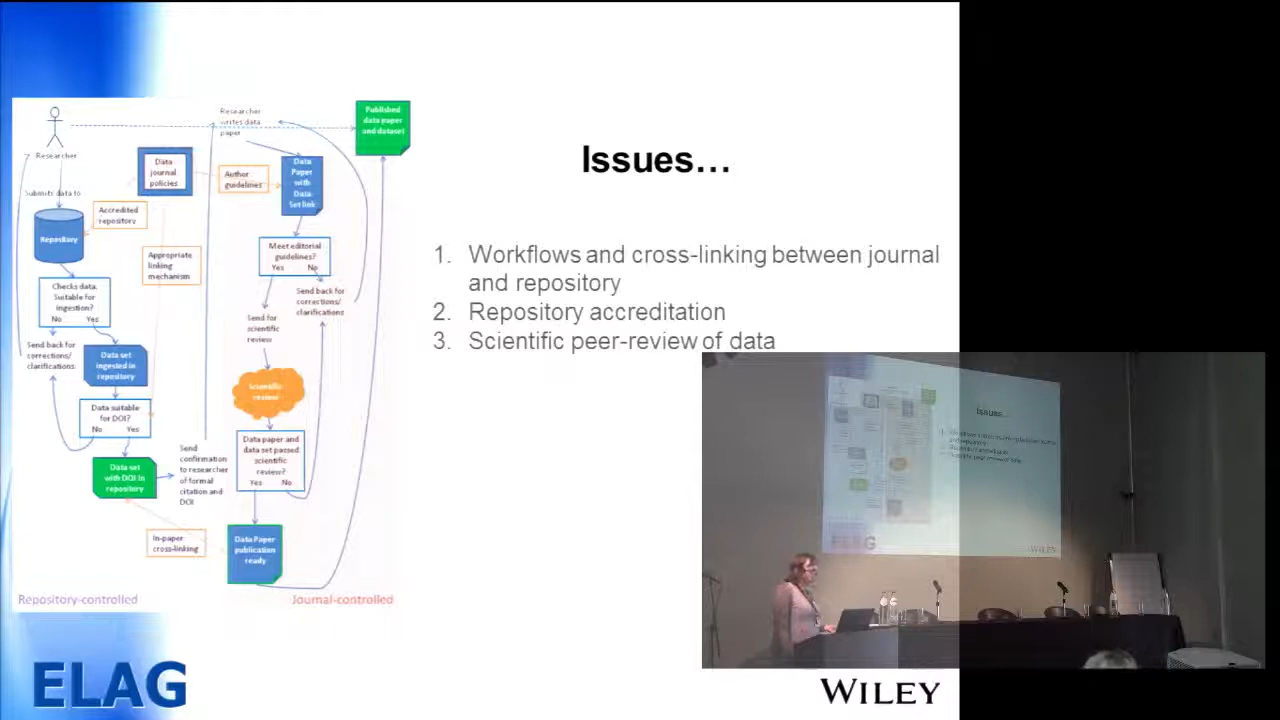 Issues…
1. Workflows and cross-linking between journal
and repository
2. Repository accreditation
3. Scientific peer-review of data
Researcher
Submits data to
Repository
Data
journal
policies
Accredited
repository
Appropriate
linking
mechanism
Checks data.
Suitable for
ingestion?
No Yes
Send back for
corrections/
clarifications
Data set
ingested in
repository
Data suitable
for DOI?
No Yes
Data set
with DOI in
repository
Send
confirmation
to researcher
of formal
citation and
DOI
In-paper
cross-linking
Repository-controlled
Researcher
writes data
paper
Author
guidelines
Data
Paper
with
Data
Set link
Meet editorial
guidelines?
Yes No
Send back for
corrections/
clarifications
Send for
scientific
review
Scientific
review
Data paper and
data set passed
scientific
review?
Yes No
Data Paper
publication
ready
Published
data paper
and dataset
Journal-controlled
ELAG
WILEY
Issues...
ELAG
WILEY